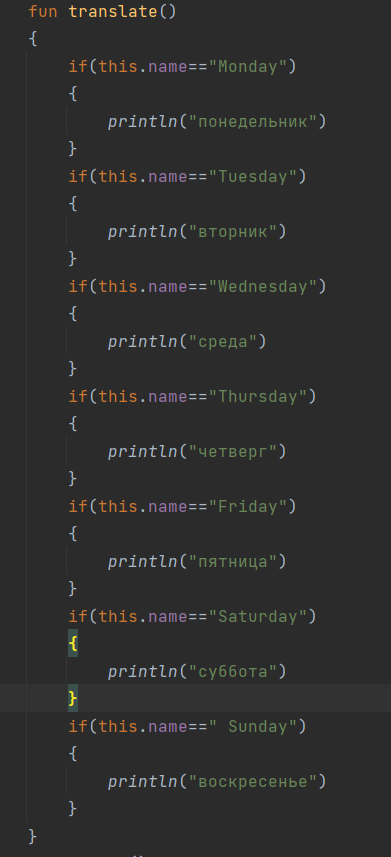 fun translate()
{
if(this.name=="Monday")
{
println("понедельник")
}
if(this.name=="Tuesday")
{
println("вторник")
}
if(this.name=="Wednesday")
{
println("среда")
}
if(this.name=="Thursday")
{
println("четверг")
}
if(this.name=="Friday")
{
println("пятница")
}
if(this.name=="Saturday")
{
println("суббота")
}
if(this.name==" Sunday")
{
println("воскресенье")
}
}